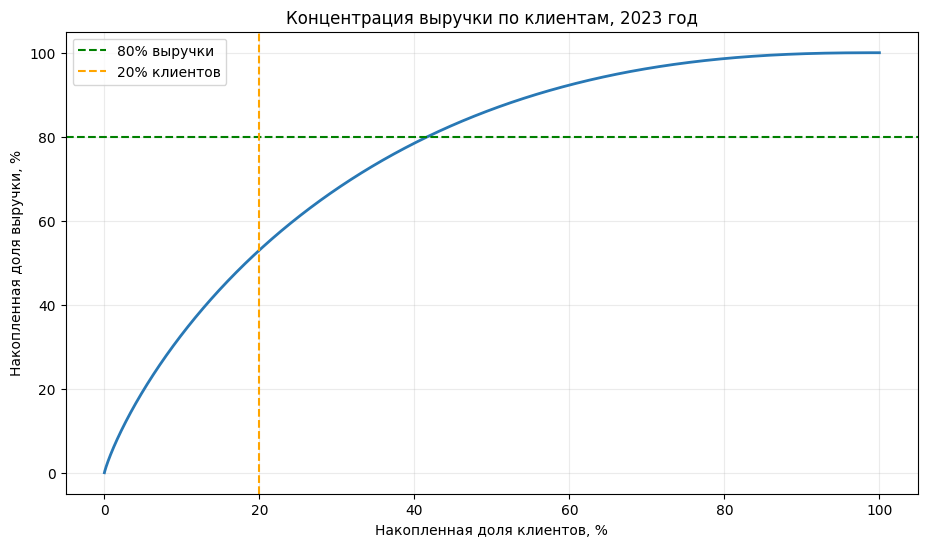 Концентрация выручки по клиентам, 2023 год
80% выручки
20% клиентов
Накопленная доля выручки, %
100
80
60
40
20
0
0 20 40 60 80 100
Накопленная доля клиентов, %